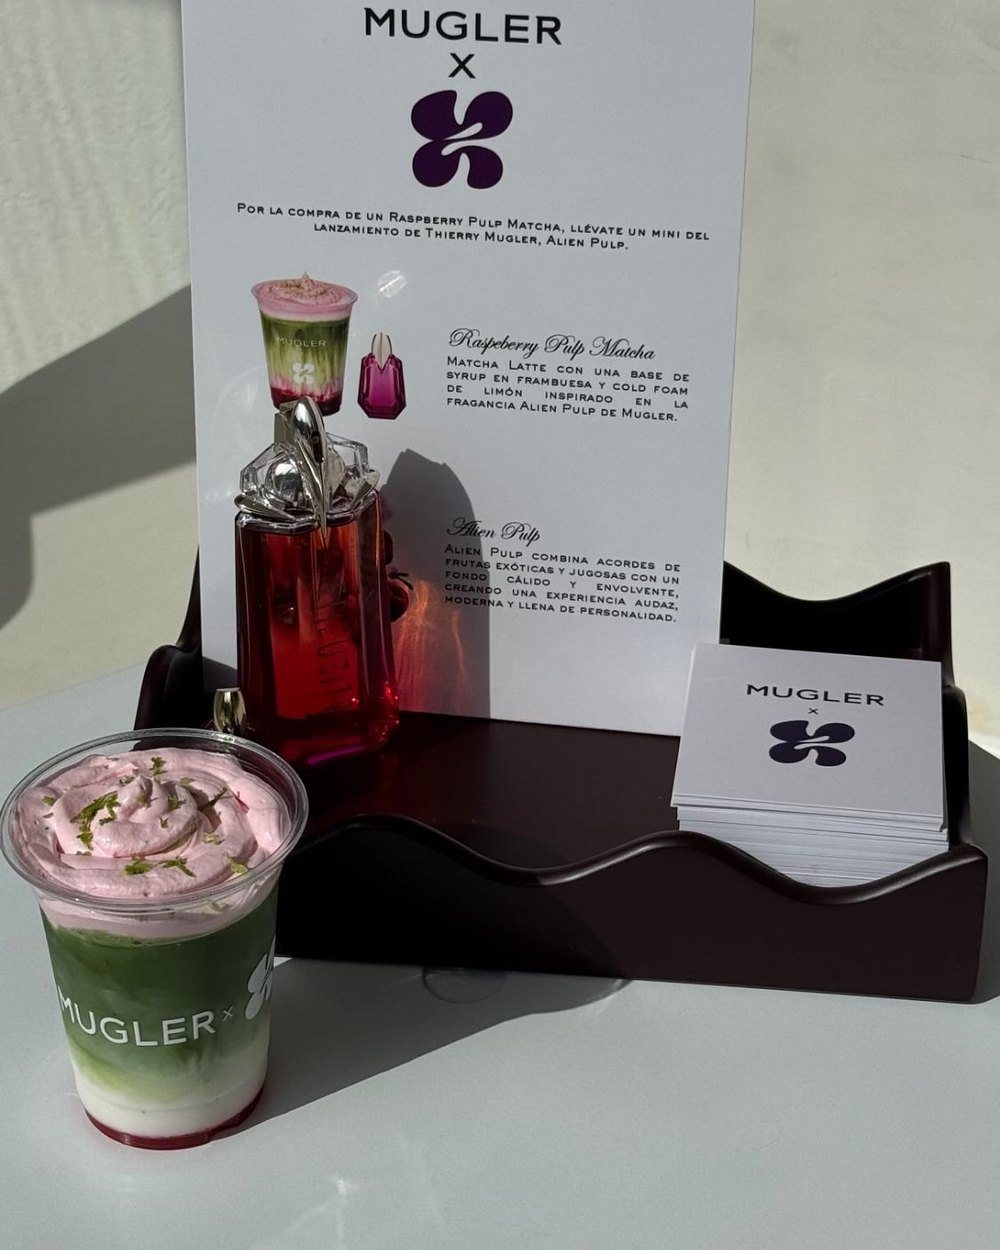 MUGLER
X
POR LA COMPRA DE UN RASPBERRY PULP MATCHA, LLÉVATE UN MINI DEL
LANZAMIENTO DE THIERRY MUGLER, ALIEN PULP.
MUGLER
Raspeberry Pulp Matcha
MATCHA LATTE CON UNA BASE DE
SYRUP EN FRAMBUESA Y COLD FOAM
DE LIMÓN INSPIRADO EN LA
FRAGANCIA ALIEN PULP DE MUGLER.
Alien Pulp
ALIEN PULP COMBINA ACORDES DE
FRUTAS EXÓTICAS Y JUGOSAS CON UN
FONDO CÁLIDO Y ENVOLVENTE,
CREANDO UNA EXPERIENCIA AUDAZ,
MODERNA Y LLENA DE PERSONALIDAD.
MUGLER
X
MUGLER X